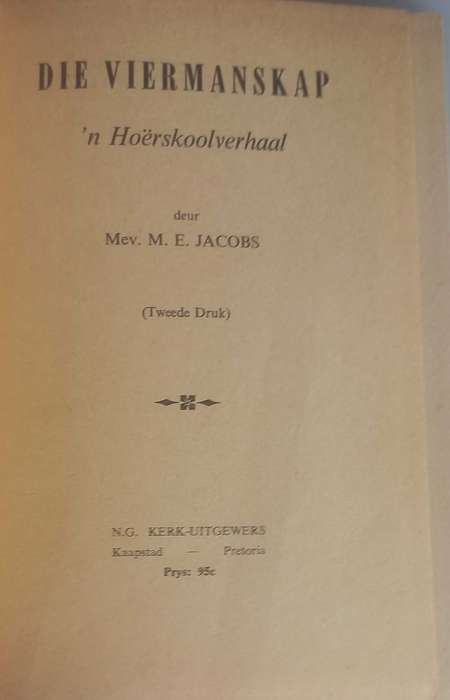 DIE VIERMANSKAP
'n Hoërskoolverhaal
deur
Mev. M. E. JACOBS
(Tweede Druk)
N.G. KERK-UITGEWERS
Kaapstad — Pretoria
Prys: 95c